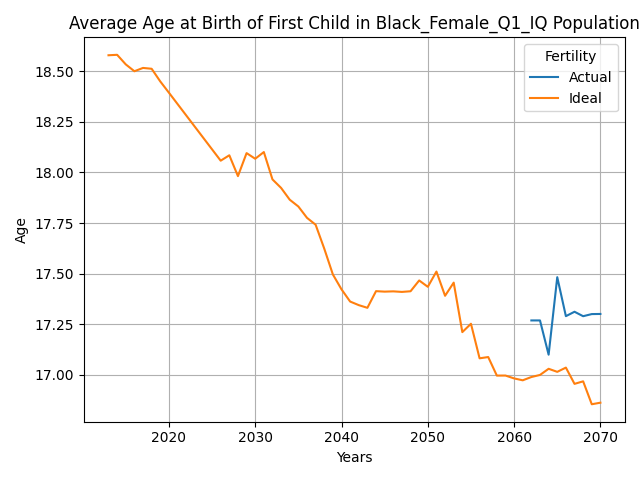 Average Age at Birth of First Child in Black_Female_Q1_IQ Population
Fertility
Actual
Ideal
18.50
18.25
18.00
17.75
17.50
17.25
17.00
Age
2020 2030 2040 2050 2060 2070
Years